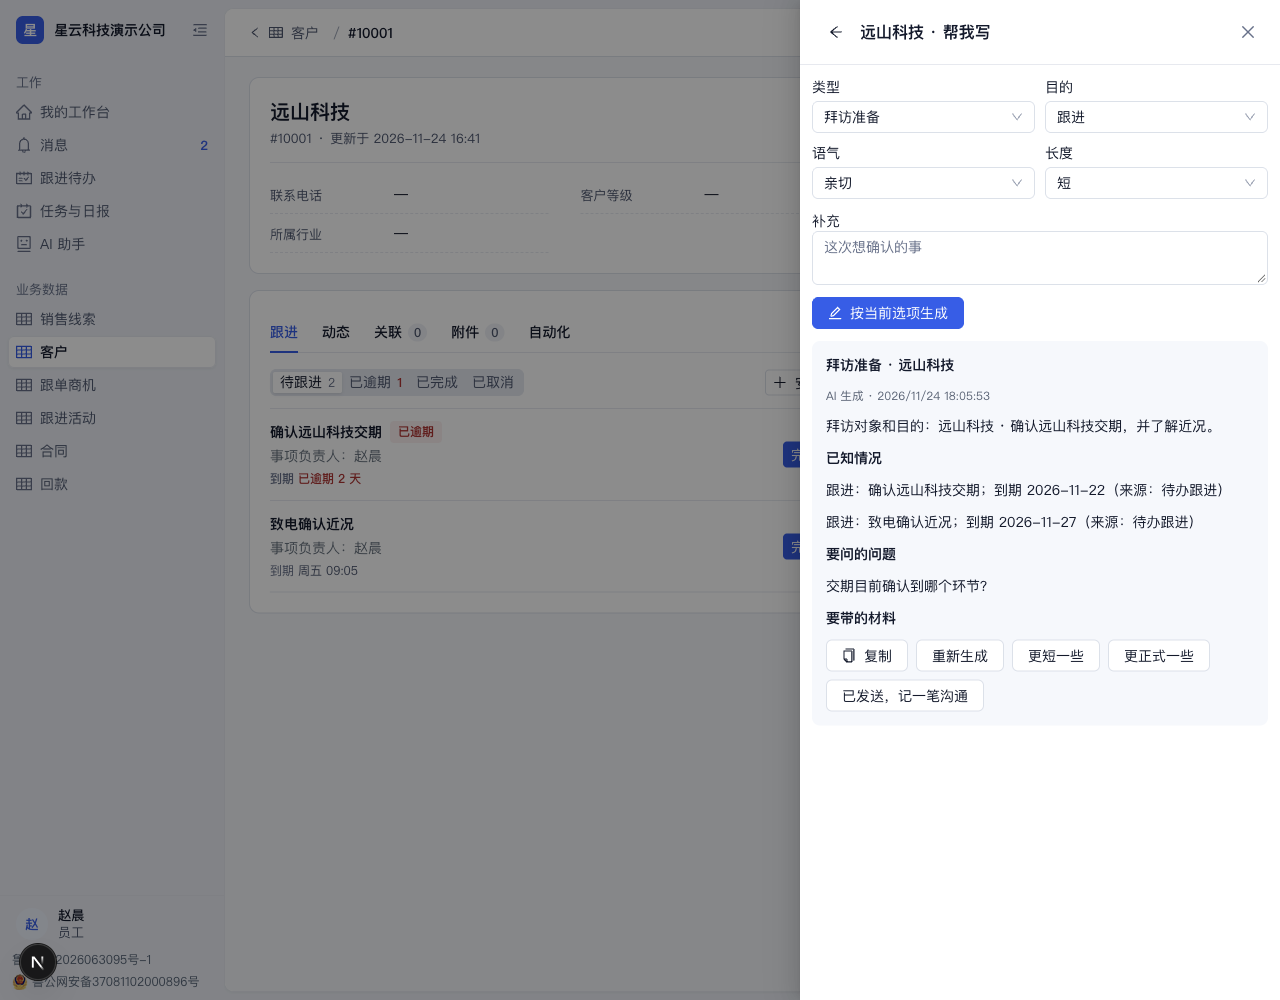 星 星云科技演示公司
工作
我的工作台
消息 2
跟进待办
任务与日报
AI 助手
业务数据
销售线索
客户
跟单商机
跟进活动
合同
回款
赵
赵晨
员工
2026063095号-1
鲁公网安备37081102000896号
客户 / #10001
远山科技
#10001 · 更新于 2026-11-24 16:41
联系电话 —
客户等级 —
所属行业 —
跟进 动态 关联 0 附件 0 自动化
待跟进 2 已逾期 1 已完成 已取消
确认远山科技交期 已逾期
事项负责人：赵晨
到期 已逾期 2 天
致电确认近况
事项负责人：赵晨
到期 周五 09:05
远山科技 · 帮我写
类型 目的
拜访准备 跟进
语气 长度
亲切 短
补充
这次想确认的事
按当前选项生成
拜访准备 · 远山科技
AI 生成 · 2026/11/24 18:05:53
拜访对象和目的：远山科技 · 确认远山科技交期，并了解近况。
已知情况
跟进：确认远山科技交期；到期 2026-11-22（来源：待办跟进）
跟进：致电确认近况；到期 2026-11-27（来源：待办跟进）
要问的问题
交期目前确认到哪个环节？
要带的材料
复制 重新生成 更短一些 更正式一些
已发送，记一笔沟通